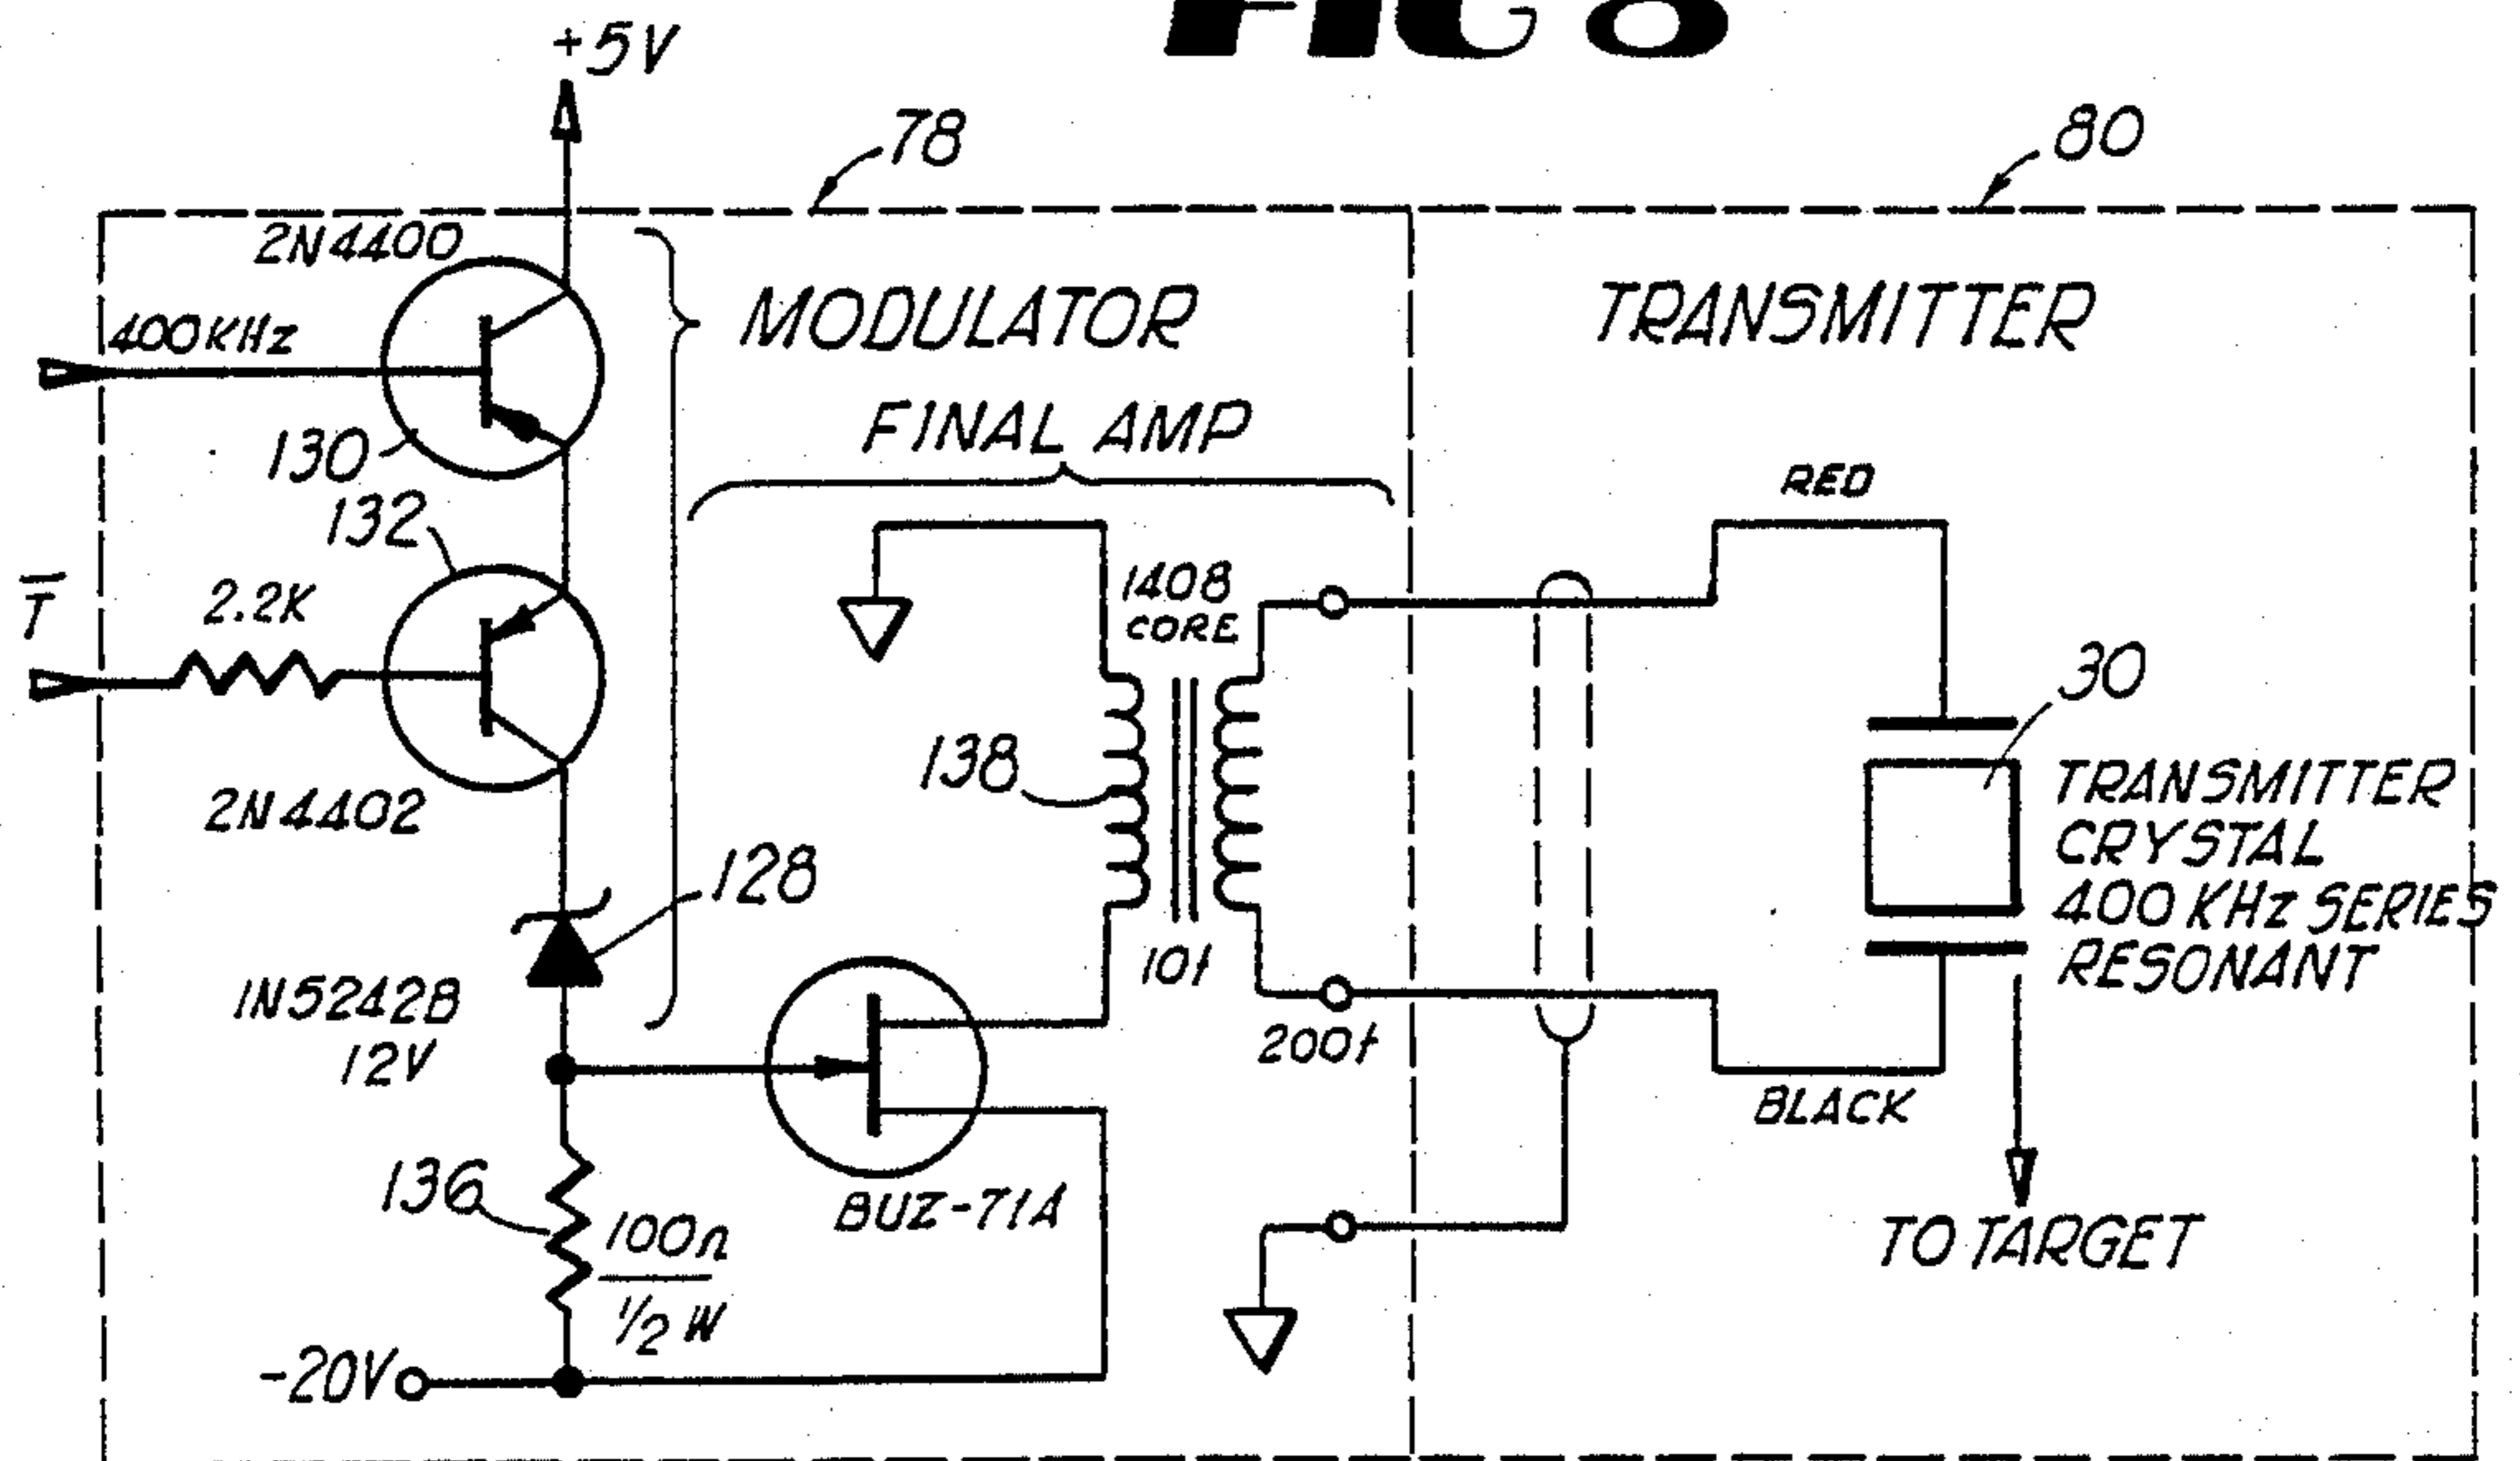 FIG 8
+5V
78
80
2N4400
400KHz
MODULATOR
TRANSMITTER
FINAL AMP
130
RED
132
T̅
2.2K
1408
CORE
30
138
TRANSMITTER
CRYSTAL
400 KHz SERIES
RESONANT
2N4402
128
10t
1N5242B
12V
200t
BLACK
136
BUZ-71A
100Ω
1/2 W
TO TARGET
-20V